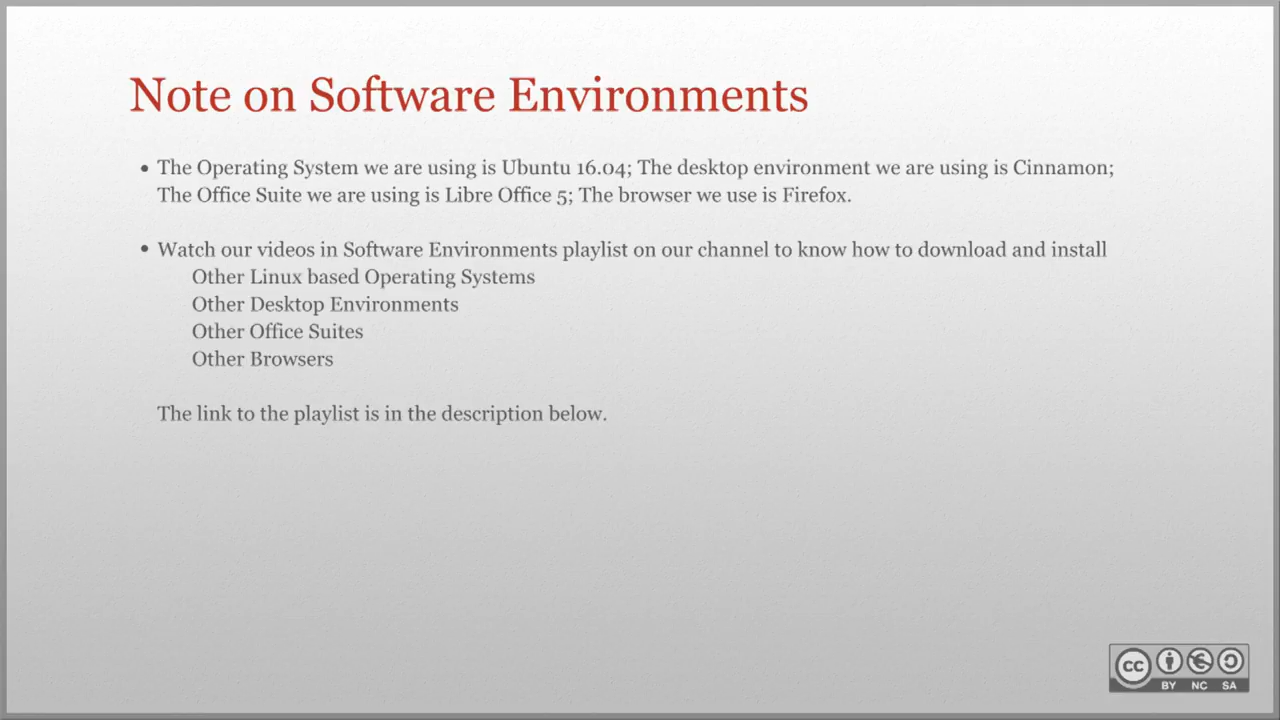 Note on Software Environments
• The Operating System we are using is Ubuntu 16.04; The desktop environment we are using is Cinnamon;
The Office Suite we are using is Libre Office 5; The browser we use is Firefox.
• Watch our videos in Software Environments playlist on our channel to know how to download and install
Other Linux based Operating Systems
Other Desktop Environments
Other Office Suites
Other Browsers
The link to the playlist is in the description below.
cc
BY NC SA